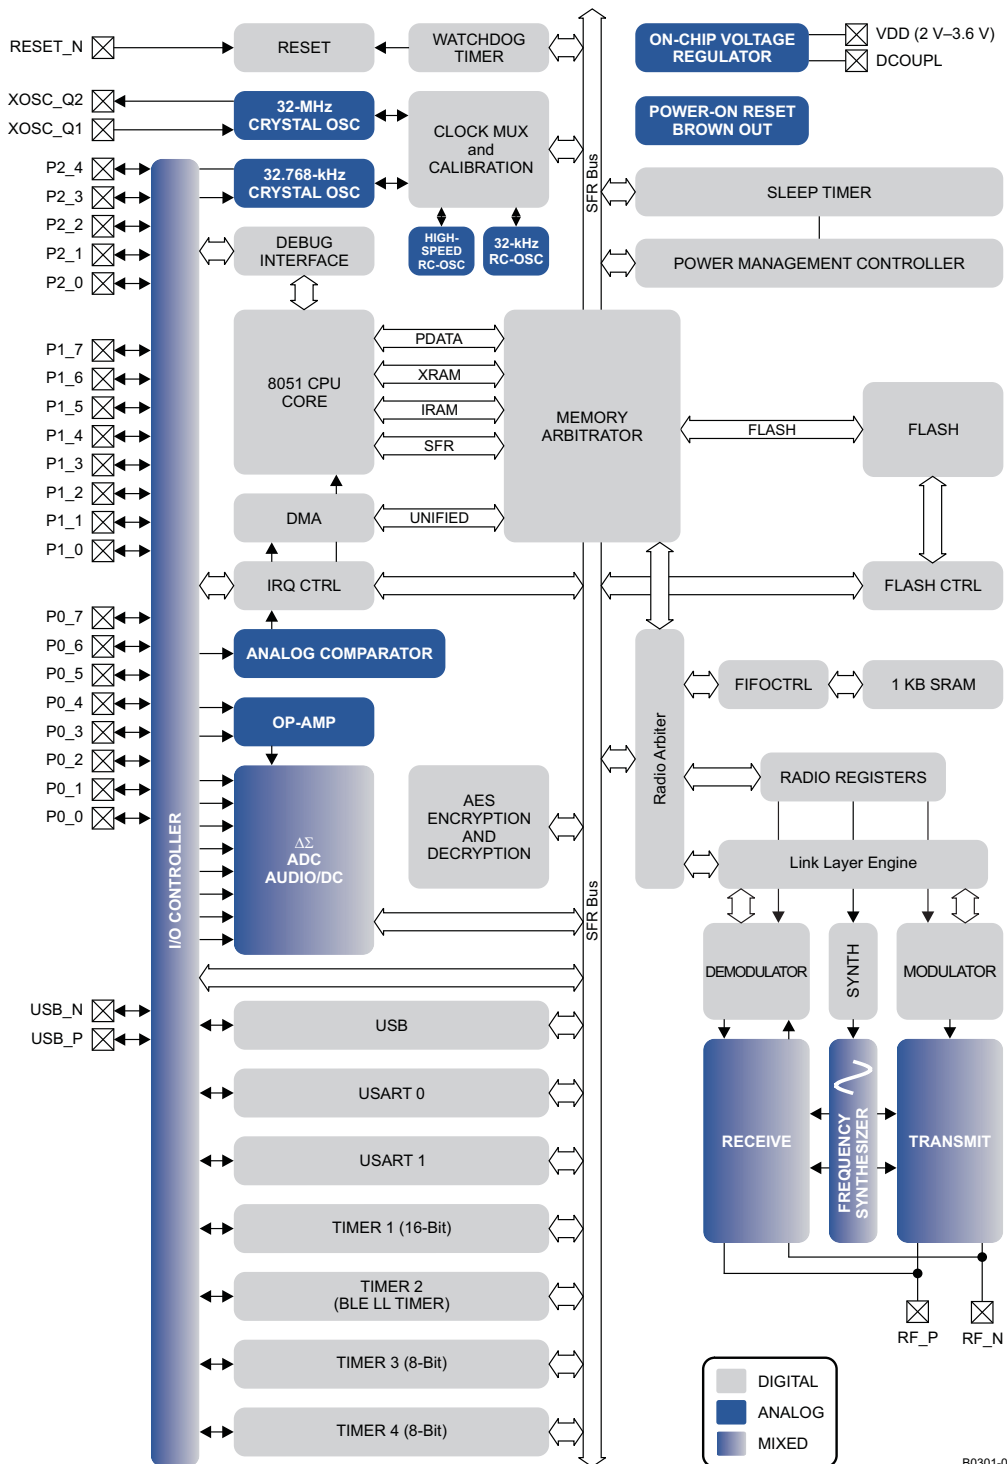 RESET_N
RESET
WATCHDOG
TIMER
ON-CHIP VOLTAGE
REGULATOR
VDD (2 V–3.6 V)
DCOUPL
XOSC_Q2
XOSC_Q1
32-MHz
CRYSTAL OSC
CLOCK MUX
and
CALIBRATION
POWER-ON RESET
BROWN OUT
SFR Bus
P2_4
P2_3
P2_2
P2_1
P2_0
32.768-kHz
CRYSTAL OSC
SLEEP TIMER
DEBUG
INTERFACE
HIGH-
SPEED
RC-OSC
32-kHz
RC-OSC
POWER MANAGEMENT CONTROLLER
P1_7
P1_6
P1_5
P1_4
P1_3
P1_2
P1_1
P1_0
8051 CPU
CORE
PDATA
XRAM
IRAM
SFR
MEMORY
ARBITRATOR
FLASH
FLASH
DMA
UNIFIED
IRQ CTRL
FLASH CTRL
P0_7
P0_6
P0_5
P0_4
P0_3
P0_2
P0_1
P0_0
ANALOG COMPARATOR
OP-AMP
Radio Arbiter
FIFOCTRL
1 KB SRAM
RADIO REGISTERS
I/O CONTROLLER
ΔΣ
ADC
AUDIO/DC
AES
ENCRYPTION
AND
DECRYPTION
Link Layer Engine
SFR Bus
DEMODULATOR
SYNTH
MODULATOR
USB_N
USB_P
USB
USART 0
USART 1
RECEIVE
FREQUENCY
SYNTHESIZER
TRANSMIT
TIMER 1 (16-Bit)
TIMER 2
(BLE LL TIMER)
TIMER 3 (8-Bit)
TIMER 4 (8-Bit)
RF_P
RF_N
DIGITAL
ANALOG
MIXED